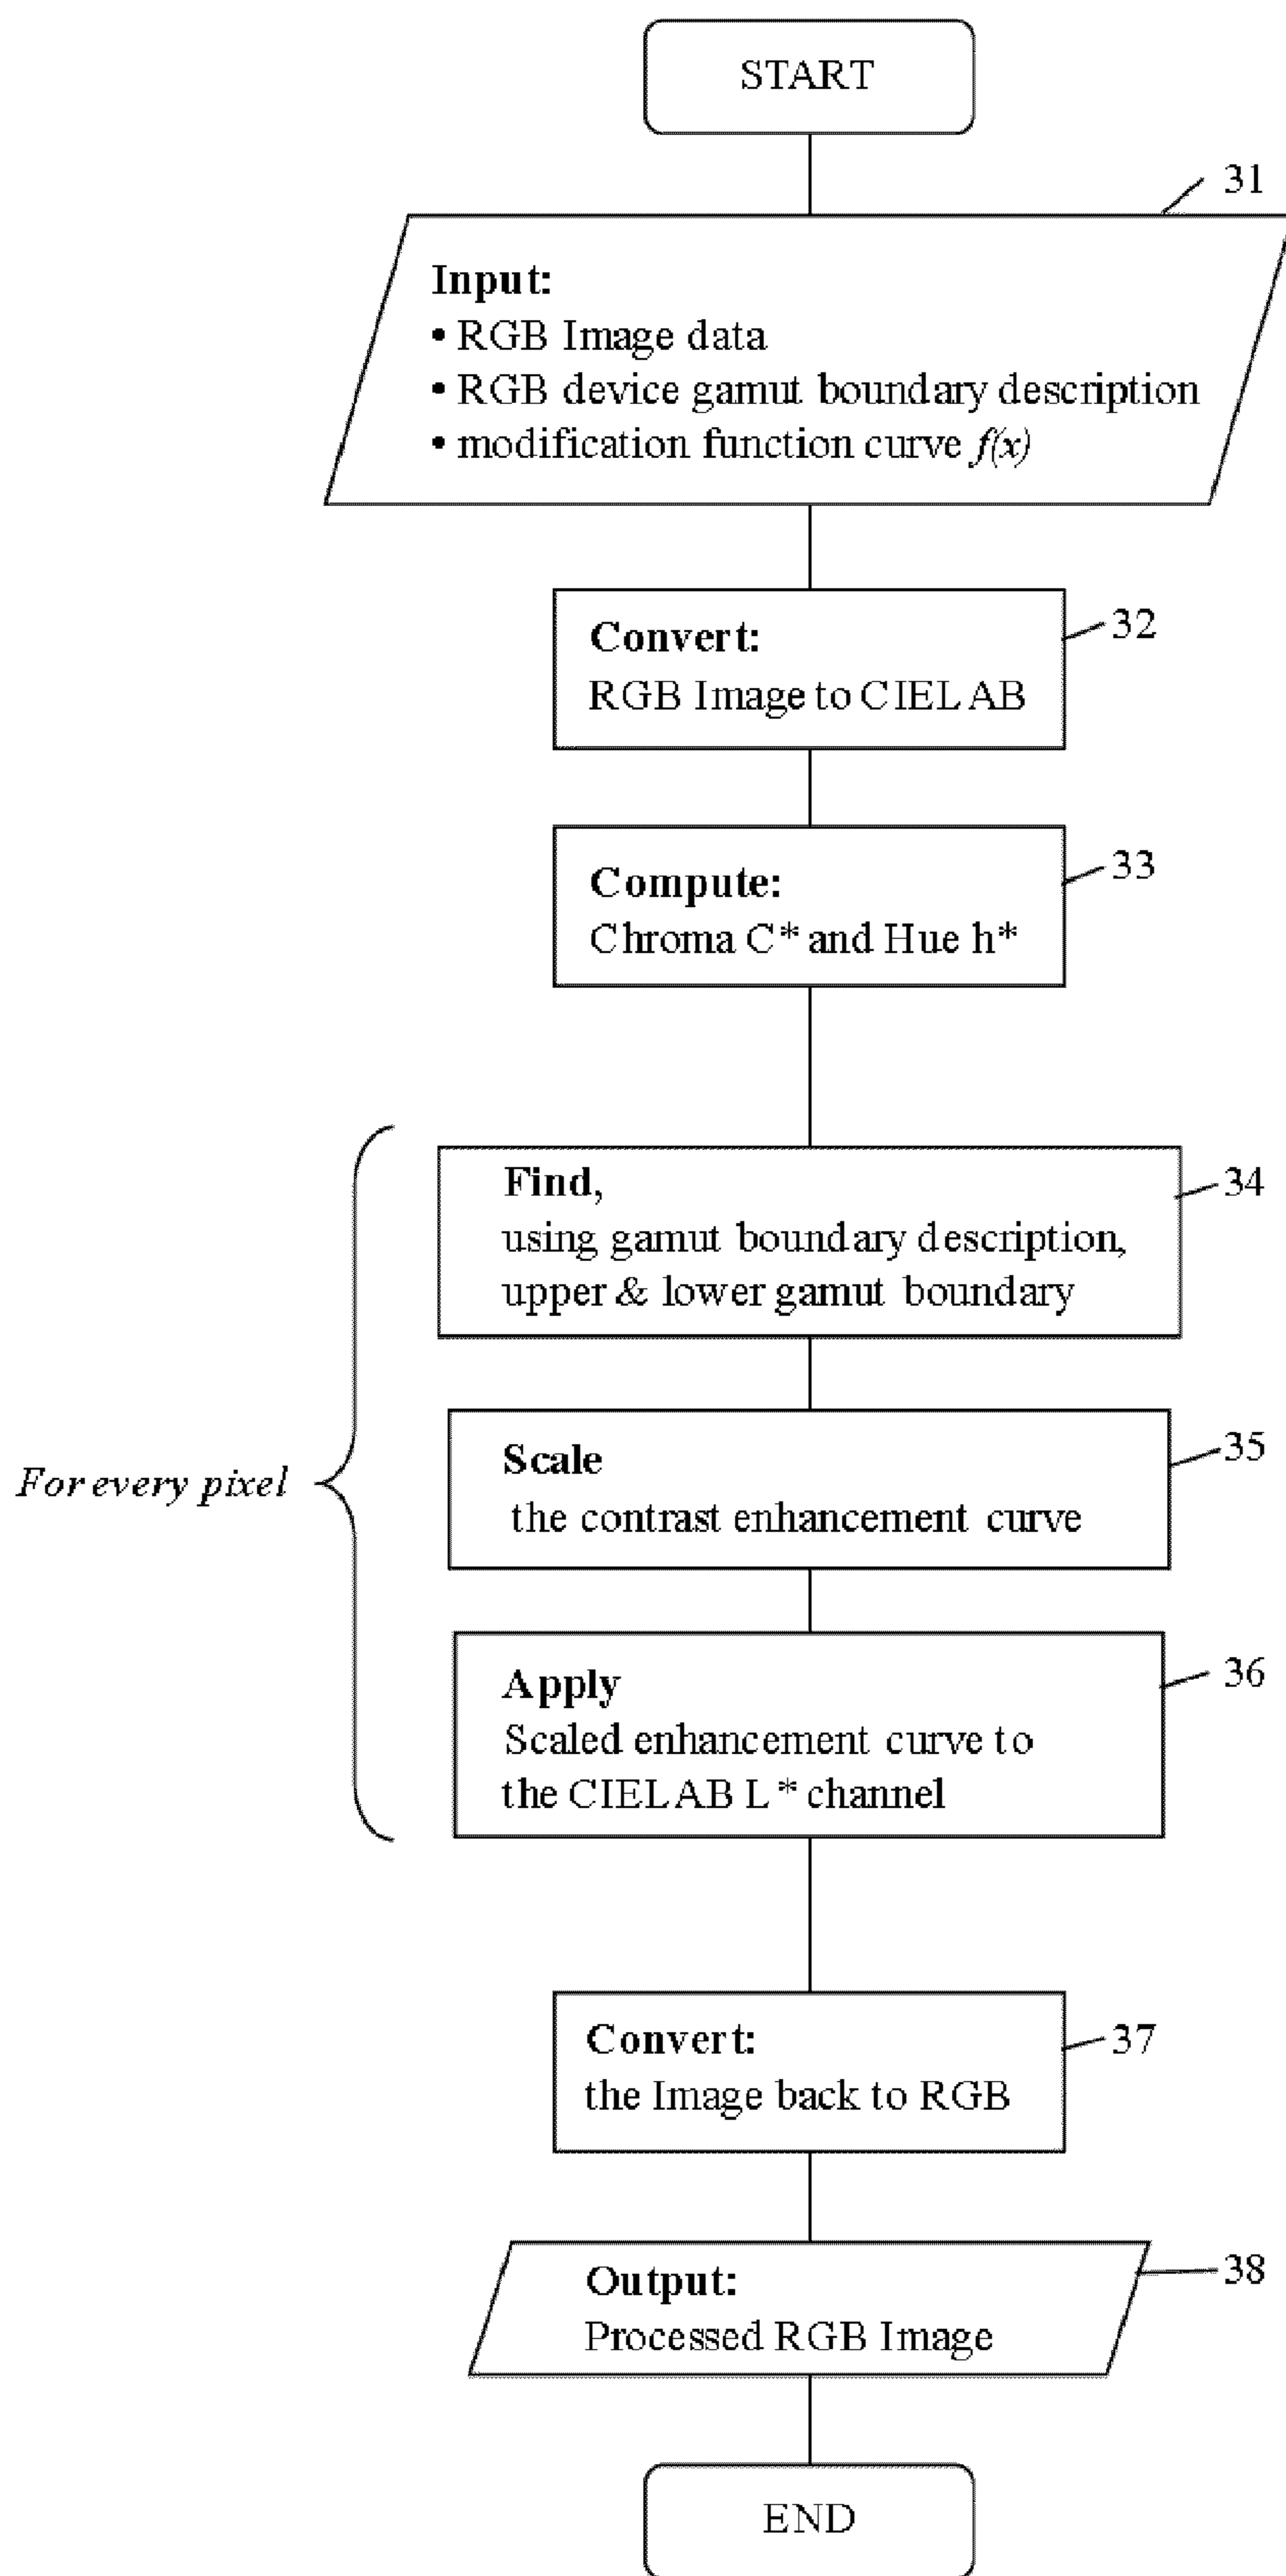 START
31
Input:
• RGB Image data
• RGB device gamut boundary description
• modification function curve f(x)
32
Convert:
RGB Image to CIELAB
33
Compute:
Chroma C* and Hue h*
34
Find,
using gamut boundary description,
upper & lower gamut boundary
35
Scale
the contrast enhancement curve
For every pixel
36
Apply
Scaled enhancement curve to
the CIELAB L* channel
37
Convert:
the Image back to RGB
38
Output:
Processed RGB Image
END